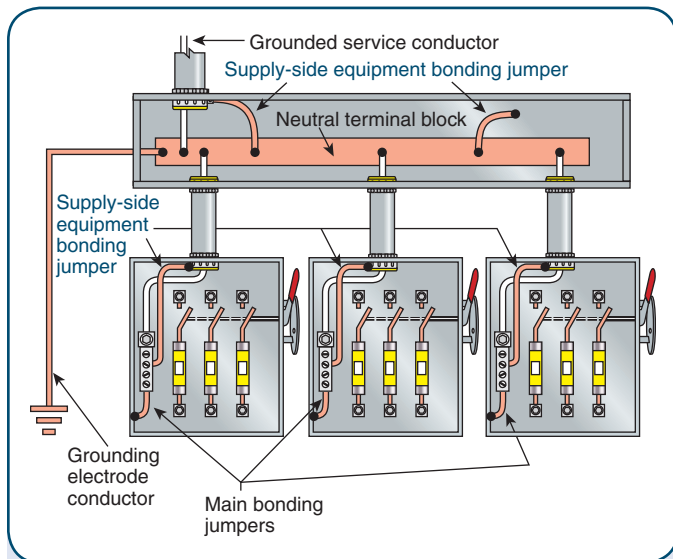 Grounded service conductor
Supply-side equipment bonding jumper
Neutral terminal block
Supply-side
equipment
bonding
jumper
Grounding
electrode
conductor
Main bonding
jumpers